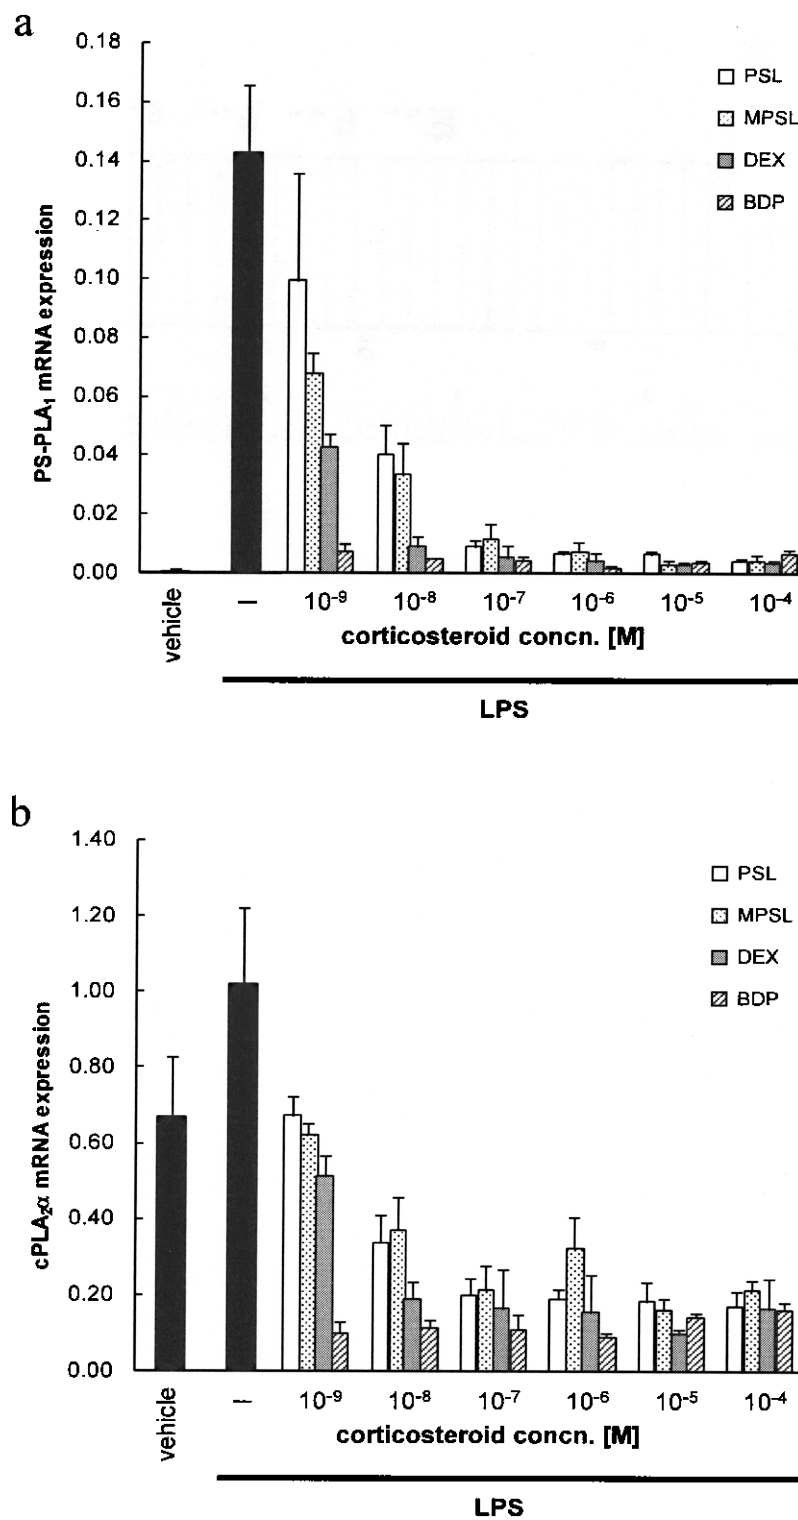 a
0.18
0.16
0.14
0.12
0.10
0.08
0.06
0.04
0.02
0.00
PS-PLA₁ mRNA expression
PSL
MPSL
DEX
BDP
vehicle
–
10⁻⁹
10⁻⁸
10⁻⁷
10⁻⁶
10⁻⁵
10⁻⁴
corticosteroid concn. [M]
LPS
b
1.40
1.20
1.00
0.80
0.60
0.40
0.20
0.00
cPLA₂α mRNA expression
PSL
MPSL
DEX
BDP
vehicle
–
10⁻⁹
10⁻⁸
10⁻⁷
10⁻⁶
10⁻⁵
10⁻⁴
corticosteroid concn. [M]
LPS